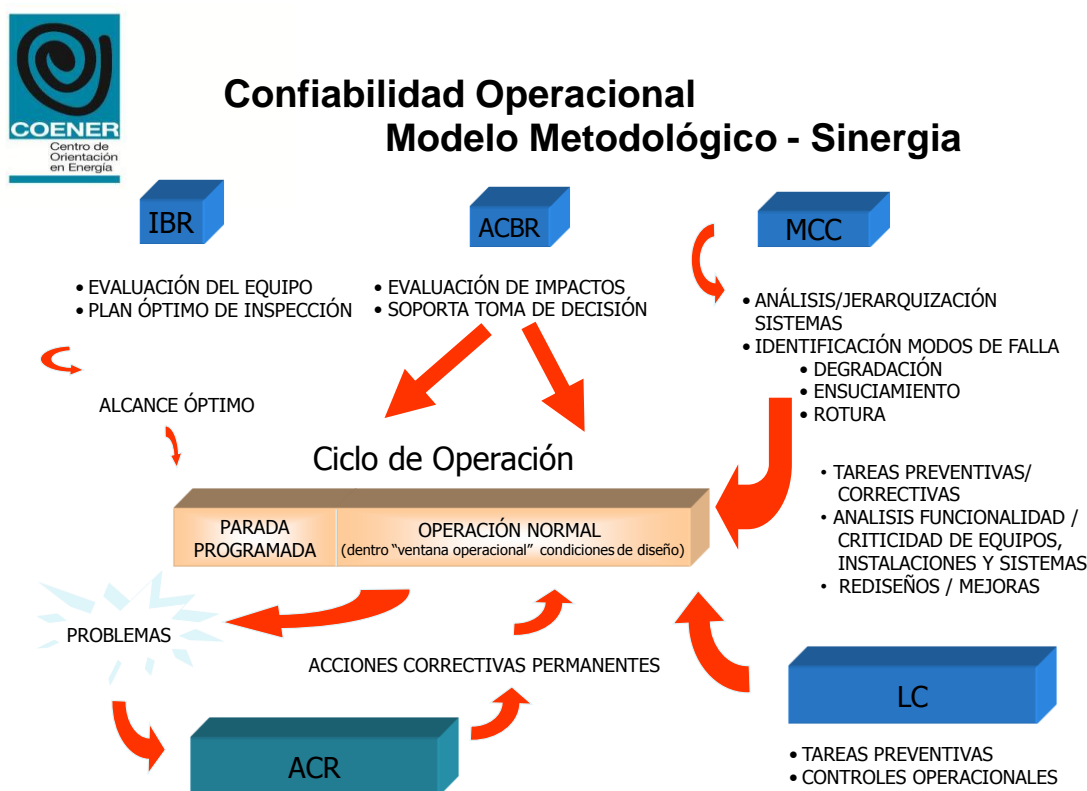 COENER
Centro de
Orientación
en Energía
Confiabilidad Operacional
Modelo Metodológico - Sinergia
IBR
ACBR
MCC
• EVALUACIÓN DEL EQUIPO
• PLAN ÓPTIMO DE INSPECCIÓN
• EVALUACIÓN DE IMPACTOS
• SOPORTA TOMA DE DECISIÓN
• ANÁLISIS/JERARQUIZACIÓN
SISTEMAS
• IDENTIFICACIÓN MODOS DE FALLA
• DEGRADACIÓN
• ENSUCIAMIENTO
• ROTURA
ALCANCE ÓPTIMO
Ciclo de Operación
PARADA
PROGRAMADA
OPERACIÓN NORMAL
(dentro “ventana operacional” condiciones de diseño)
• TAREAS PREVENTIVAS/
CORRECTIVAS
• ANALISIS FUNCIONALIDAD /
CRITICIDAD DE EQUIPOS,
INSTALACIONES Y SISTEMAS
• REDISEÑOS / MEJORAS
PROBLEMAS
ACCIONES CORRECTIVAS PERMANENTES
ACR
LC
• TAREAS PREVENTIVAS
• CONTROLES OPERACIONALES